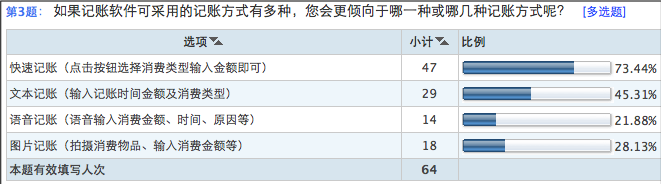 第3题: 如果记账软件可采用的记账方式有多种，您会更倾向于哪一种或哪几种记账方式呢？ [多选题]
选项 小计 比例
快速记账（点击按钮选择消费类型输入金额即可） 47 73.44%
文本记账（输入记账时间金额及消费类型） 29 45.31%
语音记账（语音输入消费金额、时间、原因等） 14 21.88%
图片记账（拍摄消费物品、输入消费金额等） 18 28.13%
本题有效填写人次 64